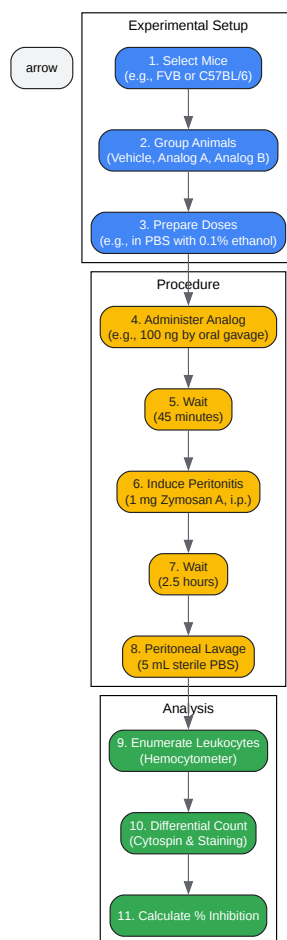 Experimental Setup
arrow
1. Select Mice
(e.g., FVB or C57BL/6)
2. Group Animals
(Vehicle, Analog A, Analog B)
3. Prepare Doses
(e.g., in PBS with 0.1% ethanol)
Procedure
4. Administer Analog
(e.g., 100 ng by oral gavage)
5. Wait
(45 minutes)
6. Induce Peritonitis
(1 mg Zymosan A, i.p.)
7. Wait
(2.5 hours)
8. Peritoneal Lavage
(5 mL sterile PBS)
Analysis
9. Enumerate Leukocytes
(Hemocytometer)
10. Differential Count
(Cytospin & Staining)
11. Calculate % Inhibition